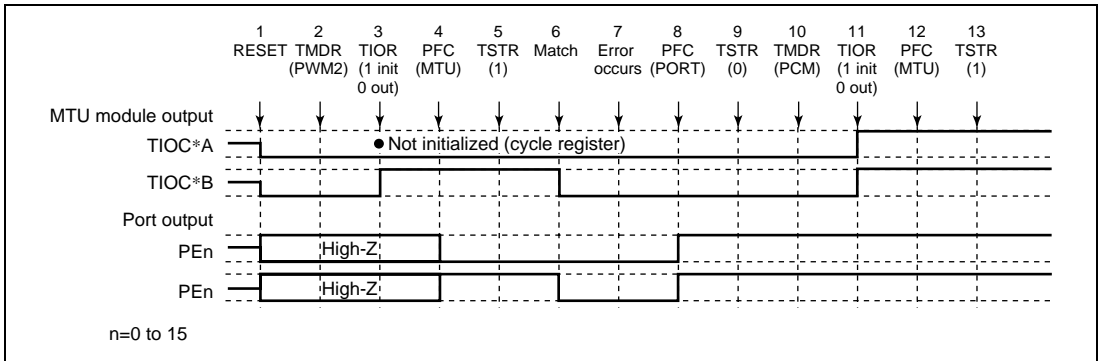 1 2 3 4 5 6 7 8 9 10 11 12 13
RESET TMDR TIOR PFC TSTR Match Error PFC TSTR TMDR TIOR PFC TSTR
(PWM2) (1 init (MTU) (1) occurs (PORT) (0) (PCM) (1 init (MTU) (1)
0 out) 0 out)
MTU module output
TIOC*A ● Not initialized (cycle register)
TIOC*B
Port output
PEn High-Z
PEn High-Z
n=0 to 15